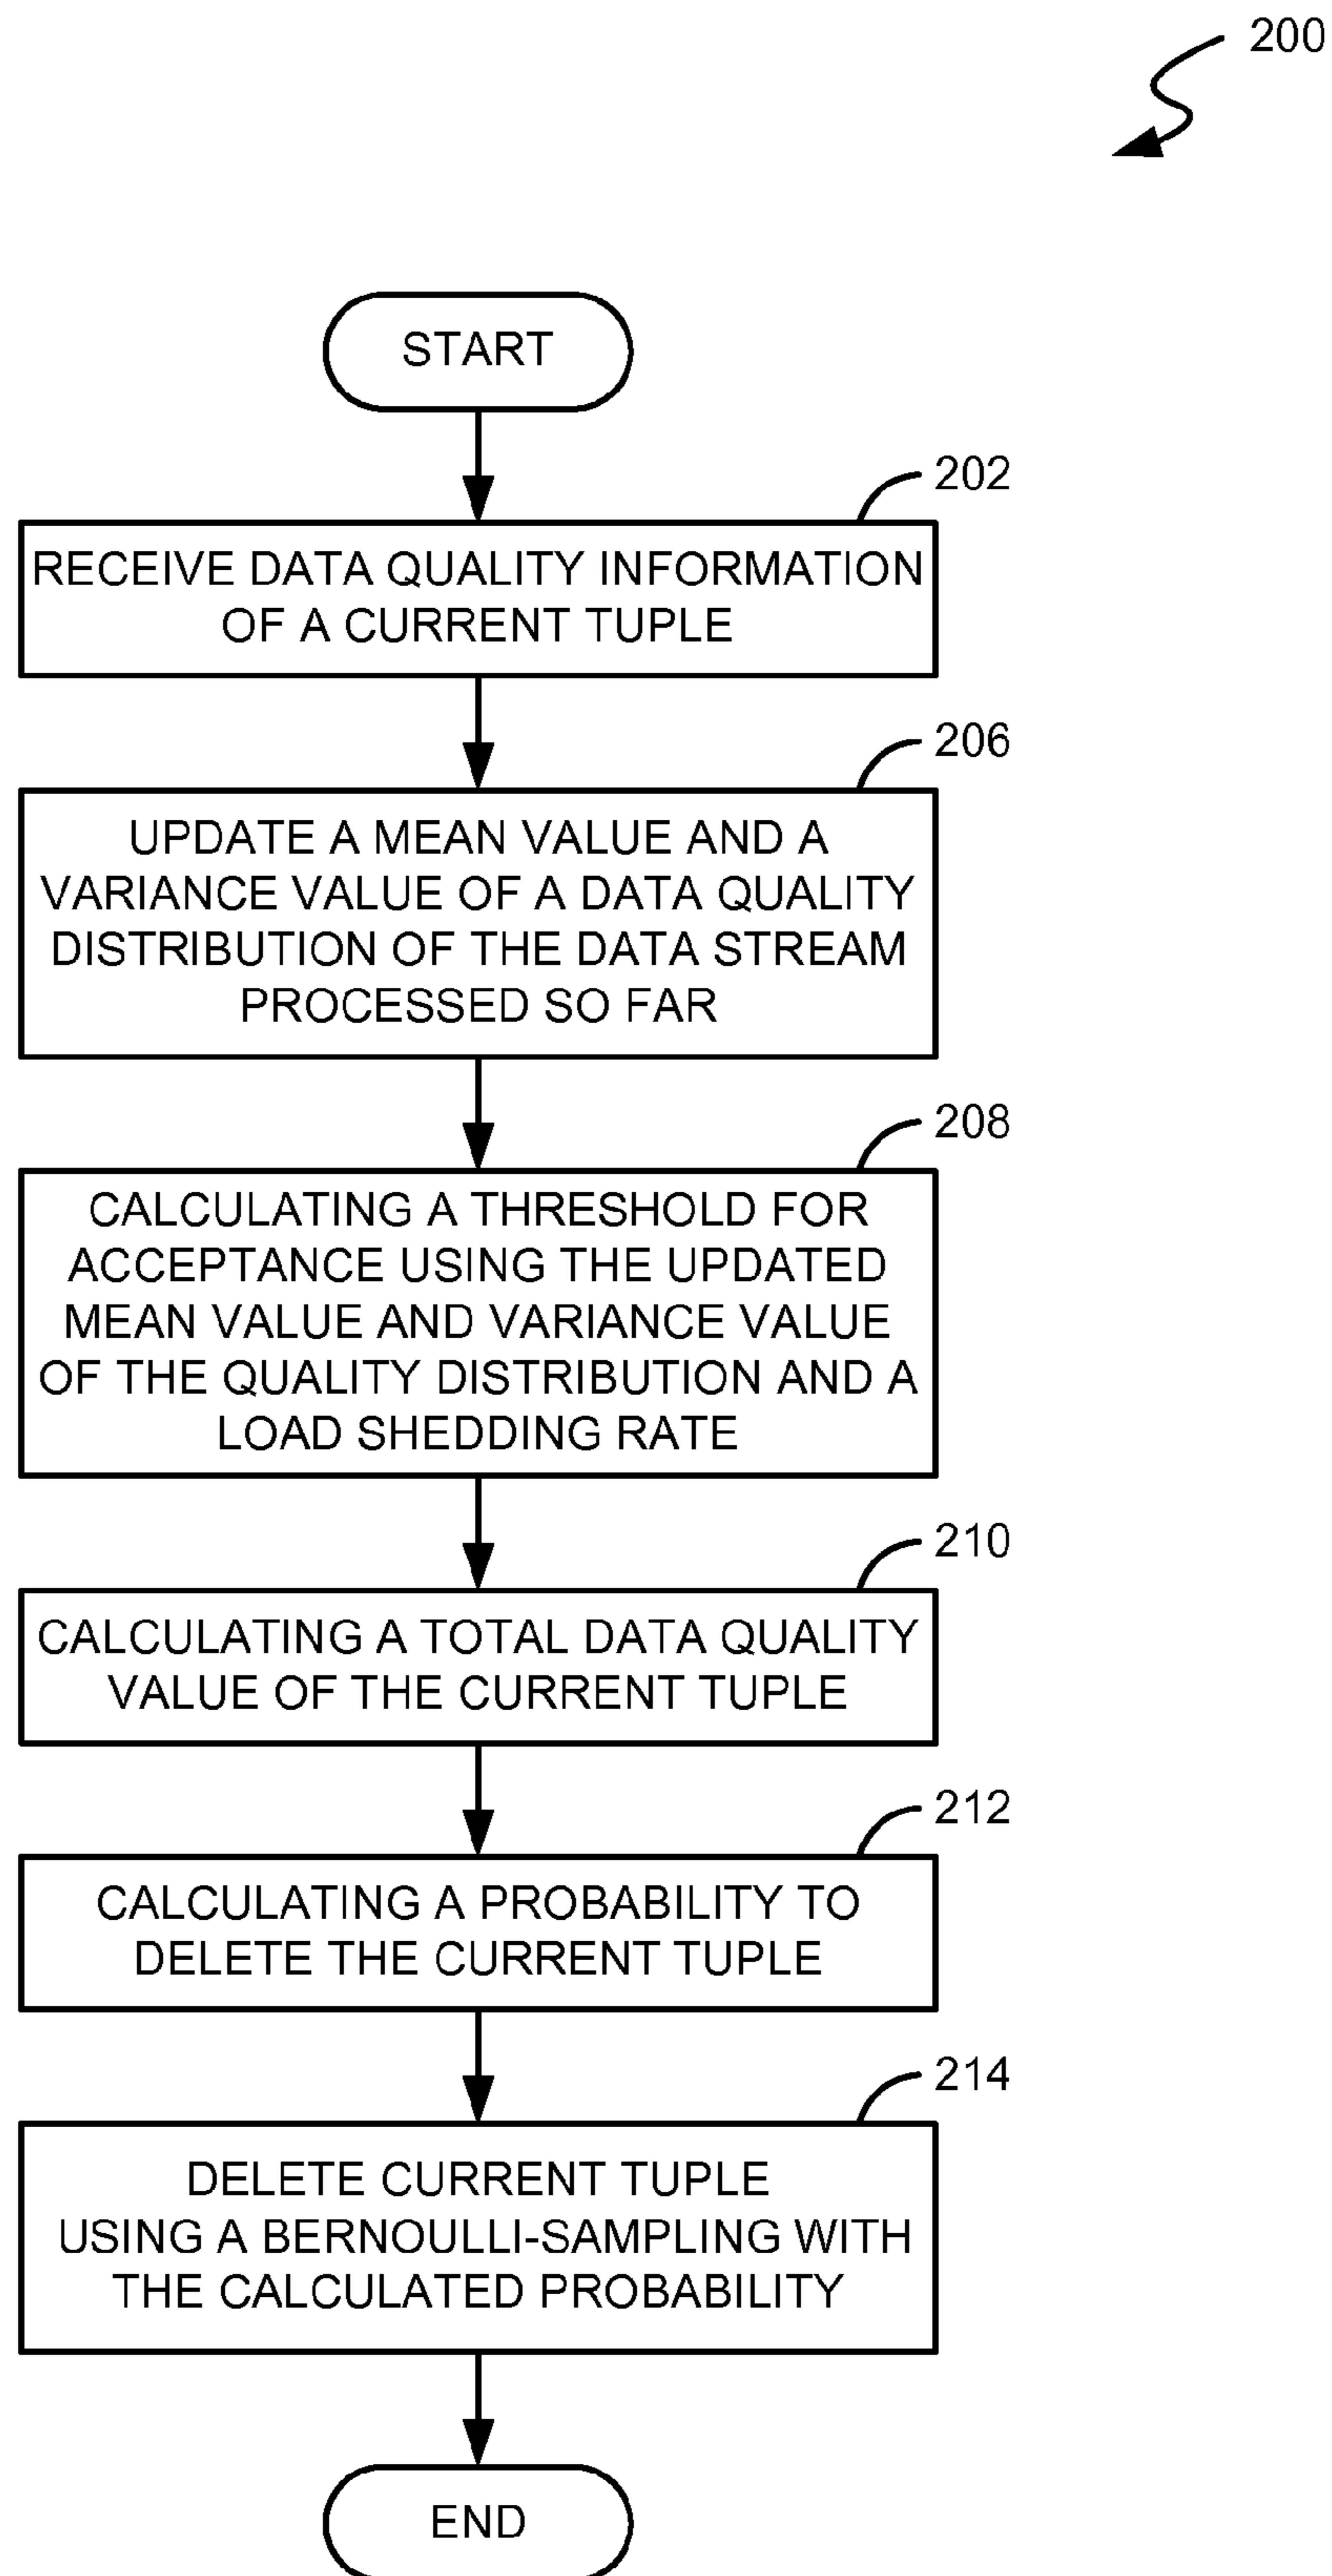 200
START
202
RECEIVE DATA QUALITY INFORMATION
OF A CURRENT TUPLE
206
UPDATE A MEAN VALUE AND A
VARIANCE VALUE OF A DATA QUALITY
DISTRIBUTION OF THE DATA STREAM
PROCESSED SO FAR
208
CALCULATING A THRESHOLD FOR
ACCEPTANCE USING THE UPDATED
MEAN VALUE AND VARIANCE VALUE
OF THE QUALITY DISTRIBUTION AND A
LOAD SHEDDING RATE
210
CALCULATING A TOTAL DATA QUALITY
VALUE OF THE CURRENT TUPLE
212
CALCULATING A PROBABILITY TO
DELETE THE CURRENT TUPLE
214
DELETE CURRENT TUPLE
USING A BERNOULLI-SAMPLING WITH
THE CALCULATED PROBABILITY
END